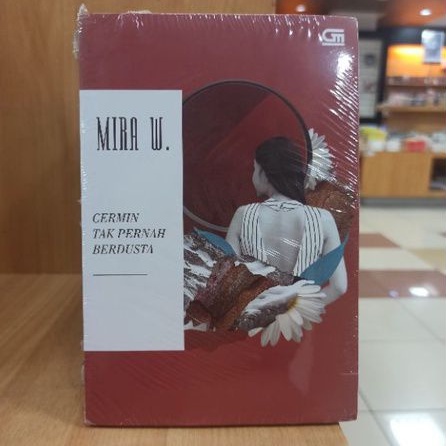 MIRA W.
CERMIN
TAK PERNAH
BERDUSTA